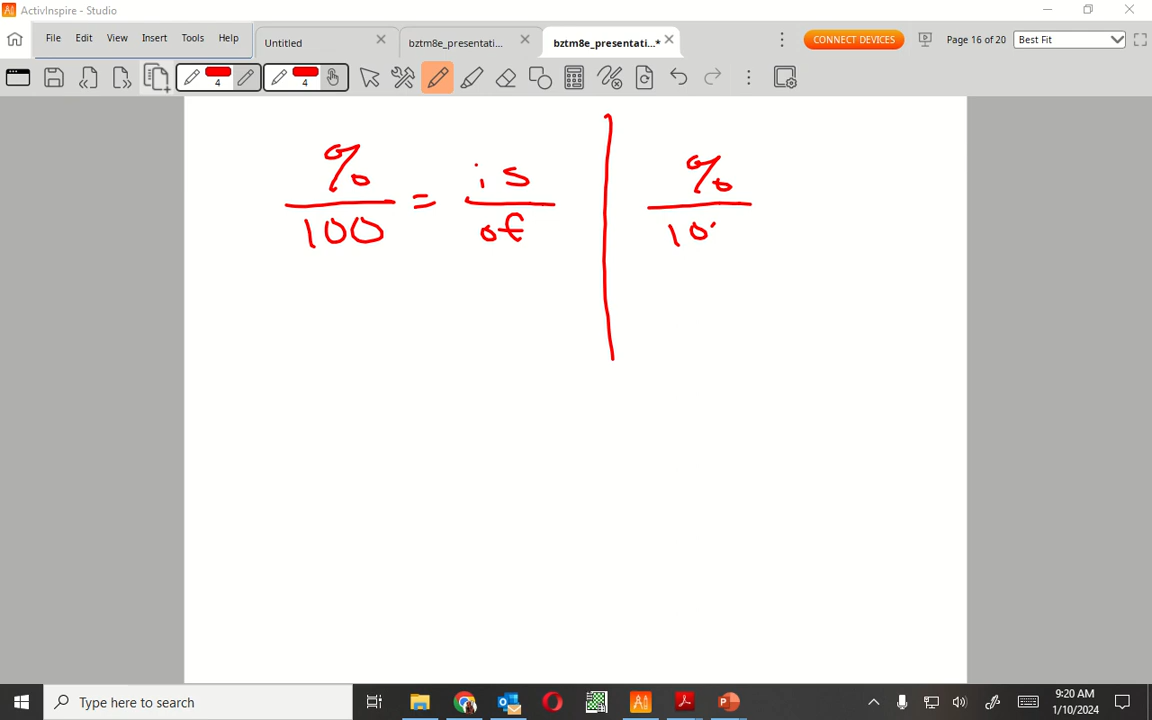 ActivInspire - Studio
File Edit View Insert Tools Help
Untitled
bztm8e_presentati...
bztm8e_presentati...*
CONNECT DEVICES
Page 16 of 20
Best Fit
4
4
%
100
=
is
of
%
10
Type here to search
9:20 AM
1/10/2024